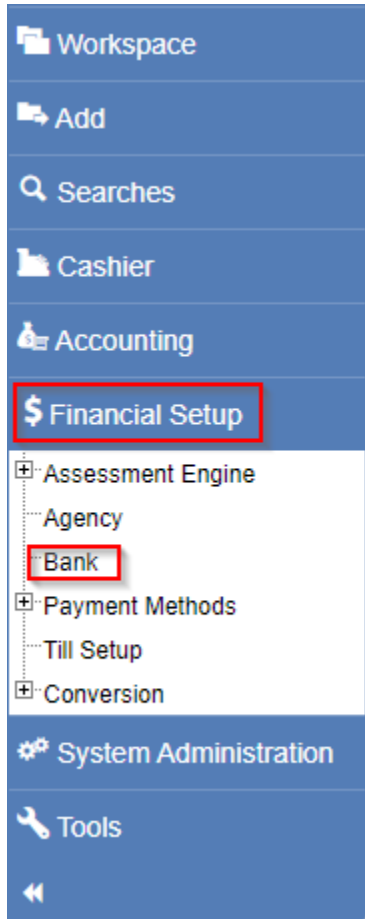 Workspace
Add
Searches
Cashier
Accounting
$ Financial Setup
Assessment Engine
Agency
Bank
Payment Methods
Till Setup
Conversion
System Administration
Tools